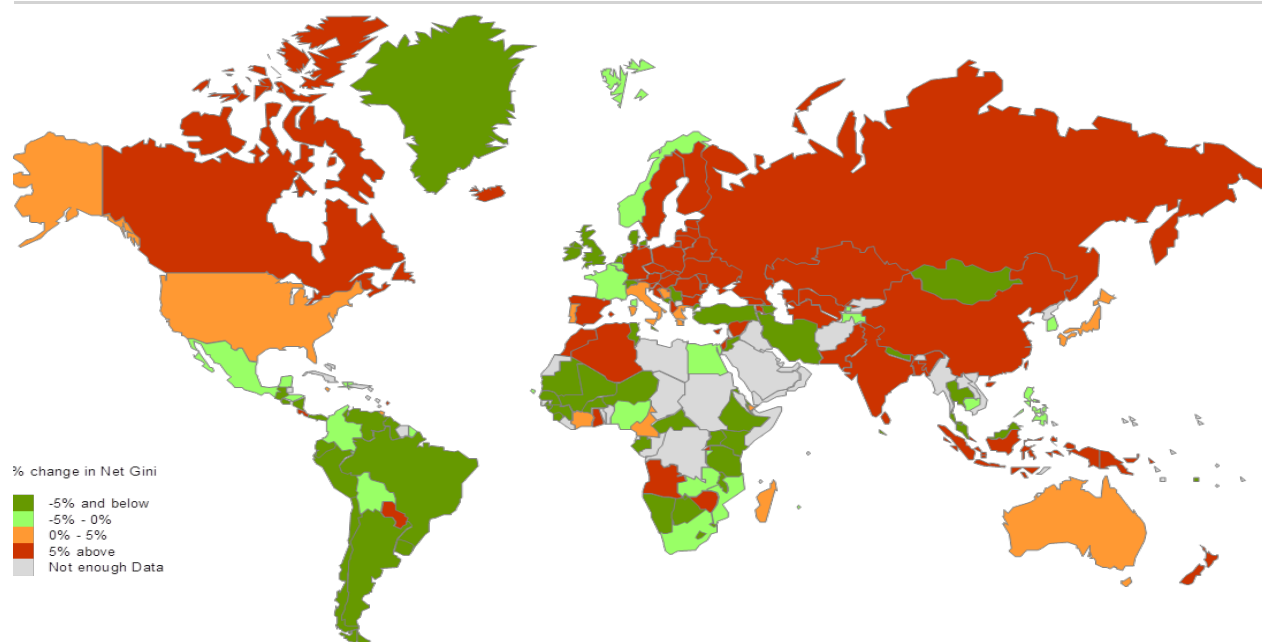 % change in Net Gini
-5% and below
-5% - 0%
0% - 5%
5% above
Not enough Data